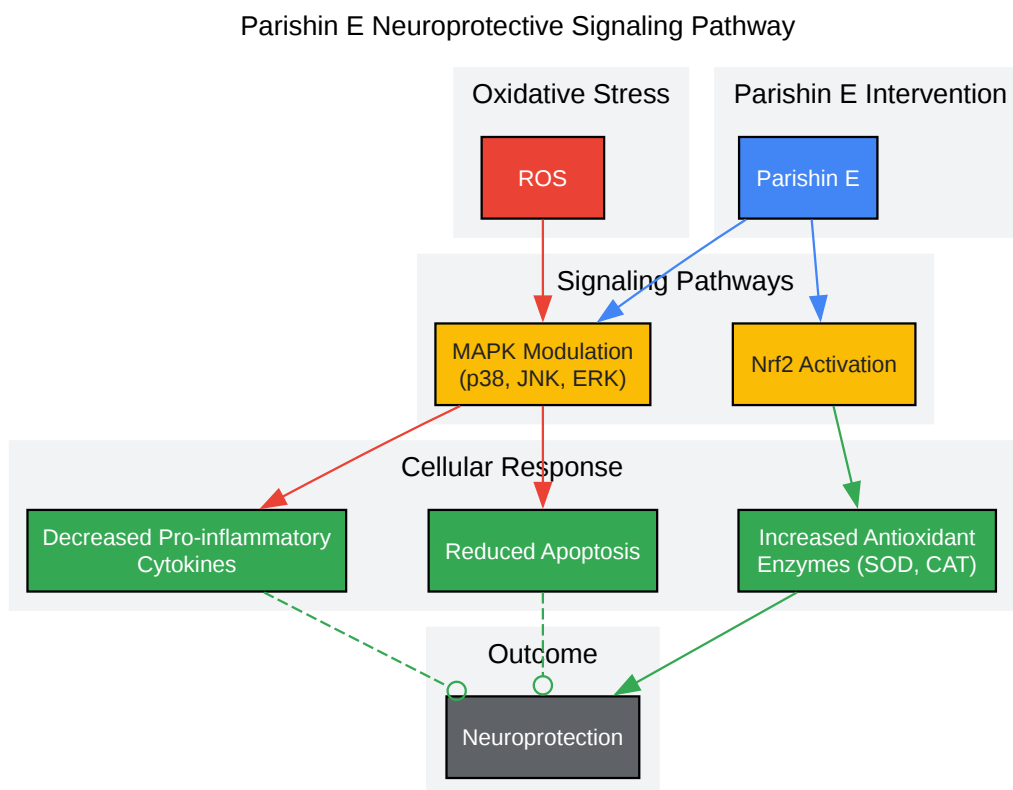 Parishin E Neuroprotective Signaling Pathway
Oxidative Stress
Parishin E Intervention
ROS
Parishin E
Signaling Pathways
MAPK Modulation
(p38, JNK, ERK)
Nrf2 Activation
Cellular Response
Decreased Pro-inflammatory
Cytokines
Reduced Apoptosis
Increased Antioxidant
Enzymes (SOD, CAT)
Outcome
Neuroprotection